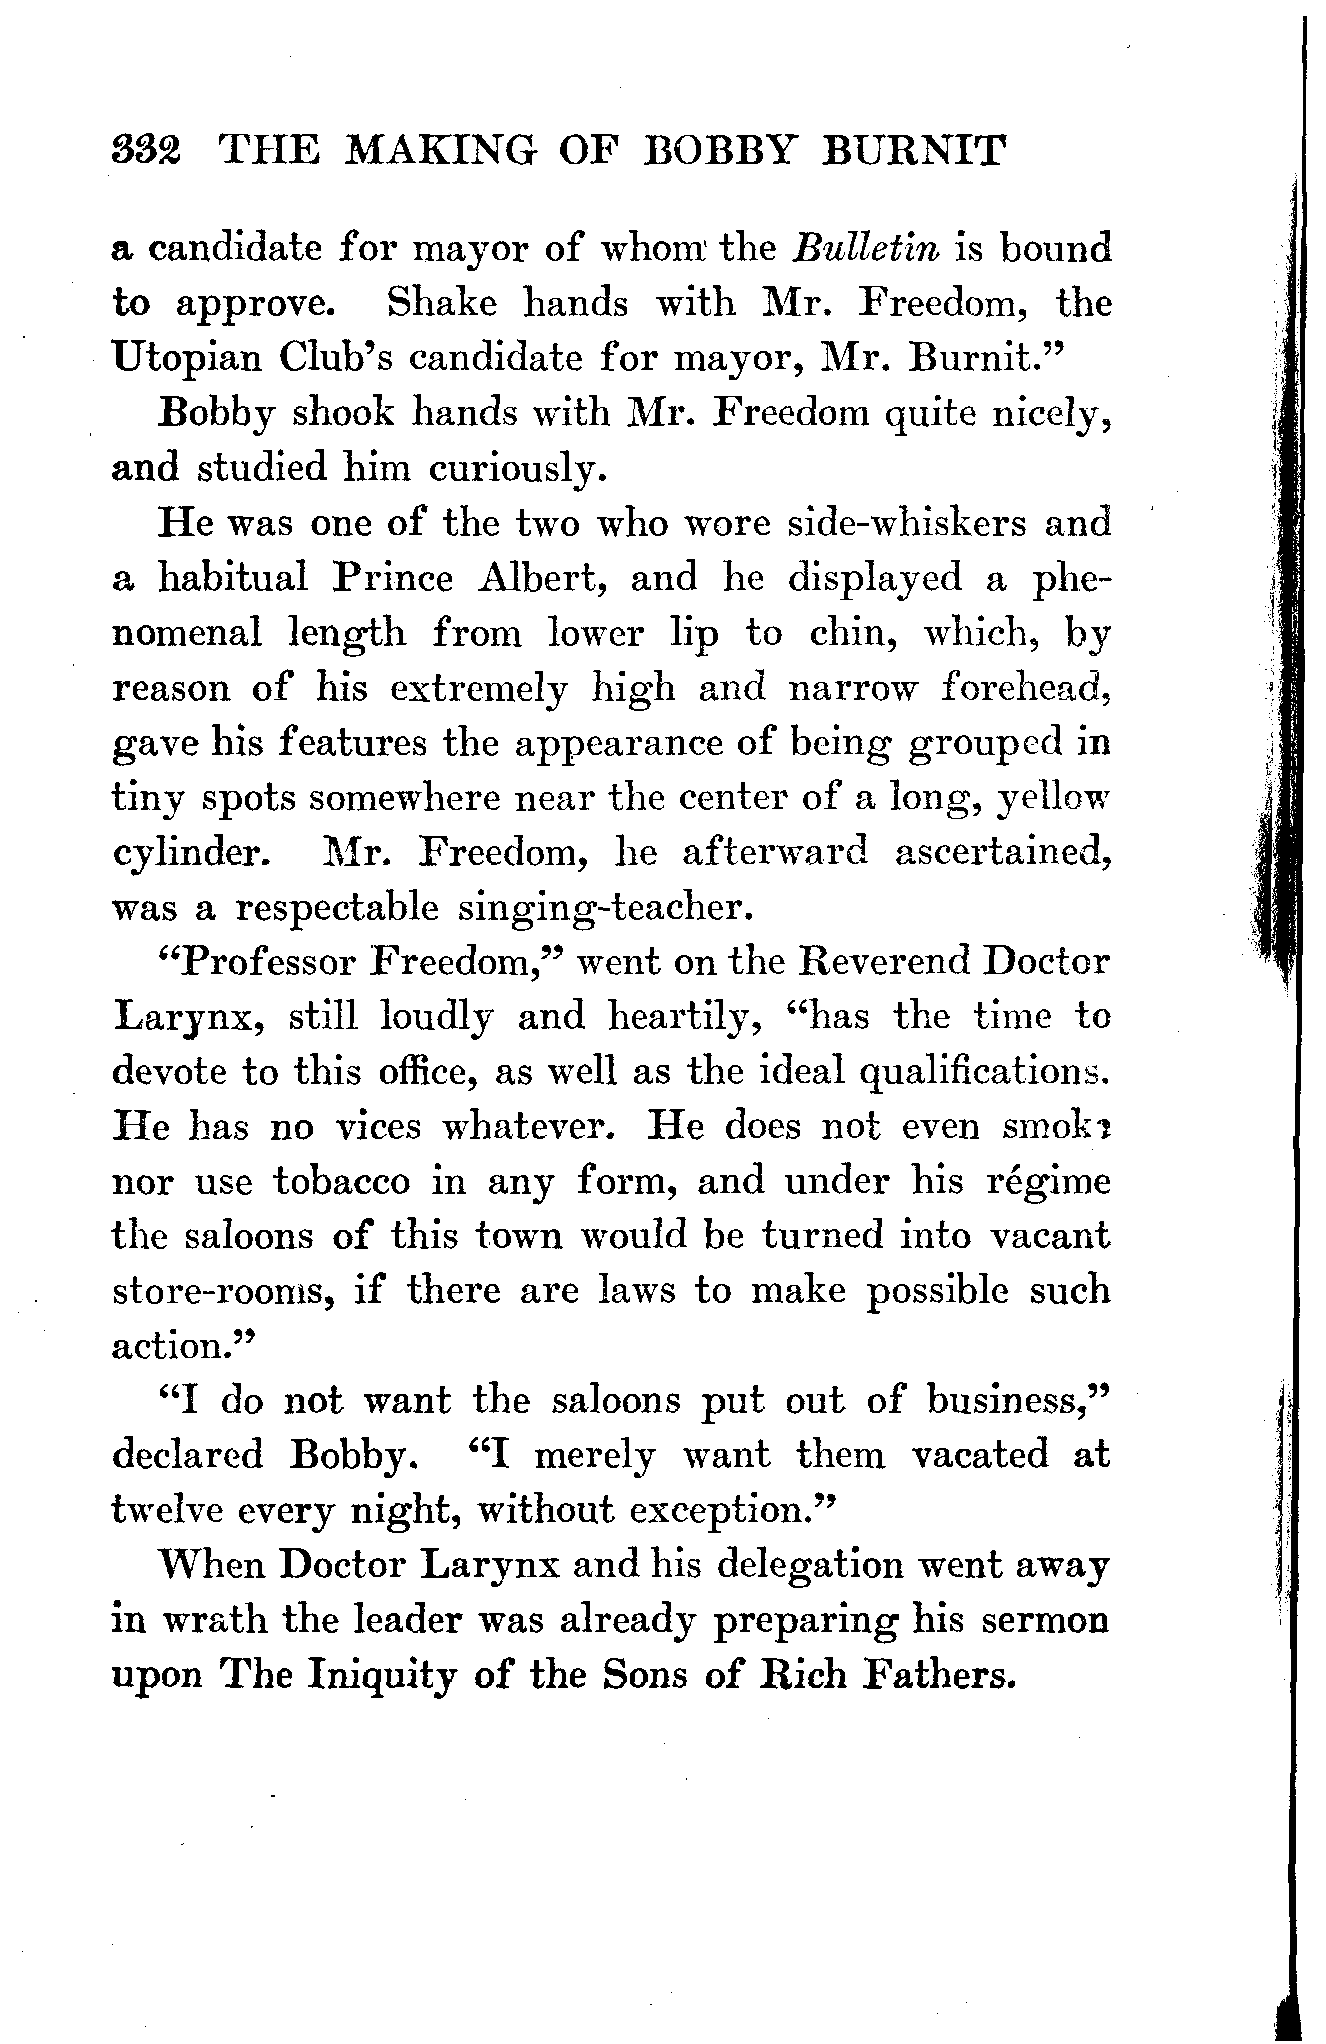 332 THE MAKING OF BOBBY BURNIT
a candidate for mayor of whom the Bulletin is bound
to approve. Shake hands with Mr. Freedom, the
Utopian Club's candidate for mayor, Mr. Burnit."
Bobby shook hands with Mr. Freedom quite nicely,
and studied him curiously.
He was one of the two who wore side-whiskers and
a habitual Prince Albert, and he displayed a phe-
nomenal length from lower lip to chin, which, by
reason of his extremely high and narrow forehead,
gave his features the appearance of being grouped in
tiny spots somewhere near the center of a long, yellow
cylinder. Mr. Freedom, he afterward ascertained,
was a respectable singing-teacher.
"Professor Freedom," went on the Reverend Doctor
Larynx, still loudly and heartily, "has the time to
devote to this office, as well as the ideal qualifications.
He has no vices whatever. He does not even smoke
nor use tobacco in any form, and under his régime
the saloons of this town would be turned into vacant
store-rooms, if there are laws to make possible such
action."
"I do not want the saloons put out of business,"
declared Bobby. "I merely want them vacated at
twelve every night, without exception."
When Doctor Larynx and his delegation went away
in wrath the leader was already preparing his sermon
upon The Iniquity of the Sons of Rich Fathers.